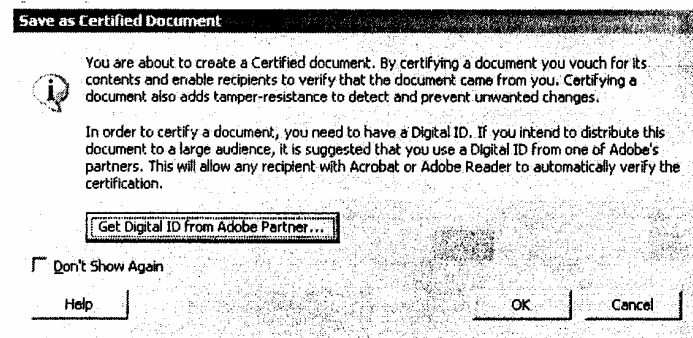 Save as Certified Document
You are about to create a Certified document. By certifying a document you vouch for its
contents and enable recipients to verify that the document came from you. Certifying a
document also adds tamper-resistance to detect and prevent unwanted changes.
In order to certify a document, you need to have a Digital ID. If you intend to distribute this
document to a large audience, it is suggested that you use a Digital ID from one of Adobe's
partners. This will allow any recipient with Acrobat or Adobe Reader to automatically verify the
certification.
Get Digital ID from Adobe Partner...
Don't Show Again
Help OK Cancel